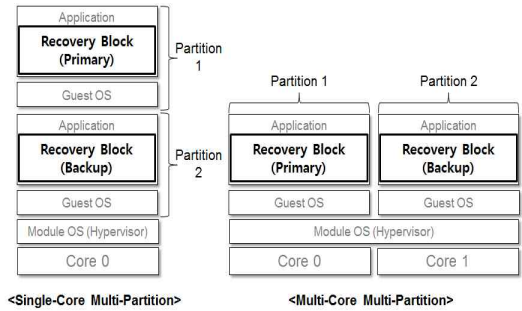 Application
Recovery Block
(Primary)
Guest OS
Partition
1
Application
Recovery Block
(Backup)
Guest OS
Partition
2
Module OS (Hypervisor)
Core 0
<Single-Core Multi-Partition>
Partition 1
Partition 2
Application
Application
Recovery Block
(Primary)
Recovery Block
(Backup)
Guest OS
Guest OS
Module OS (Hypervisor)
Core 0
Core 1
<Multi-Core Multi-Partition>